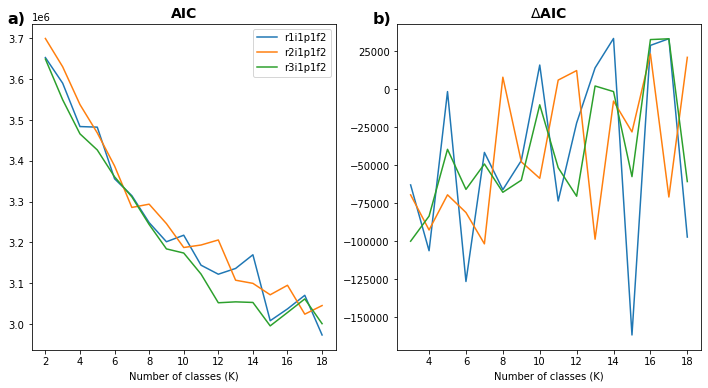 a)
AIC
1e6
3.7
3.6
3.5
3.4
3.3
3.2
3.1
3.0
r1i1p1f2
r2i1p1f2
r3i1p1f2
2 4 6 8 10 12 14 16 18
Number of classes (K)
b)
ΔAIC
25000
0
−25000
−50000
−75000
−100000
−125000
−150000
4 6 8 10 12 14 16 18
Number of classes (K)